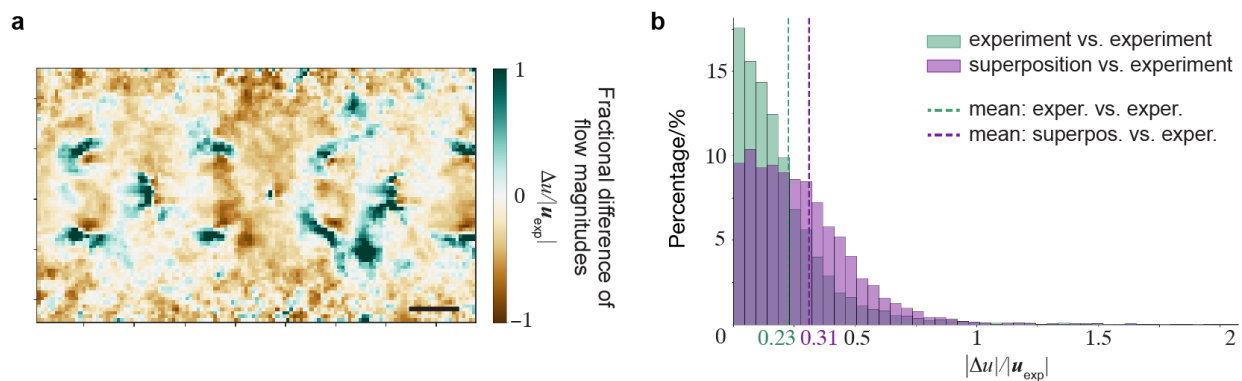 a
1
0
−1
Fractional difference of
flow magnitudes
Δu/|u_exp|
b
Percentage/%
15
10
5
0
experiment vs. experiment
superposition vs. experiment
mean: exper. vs. exper.
mean: superpos. vs. exper.
0 0.23 0.31 0.5 1 1.5 2
|Δu|/|u_exp|